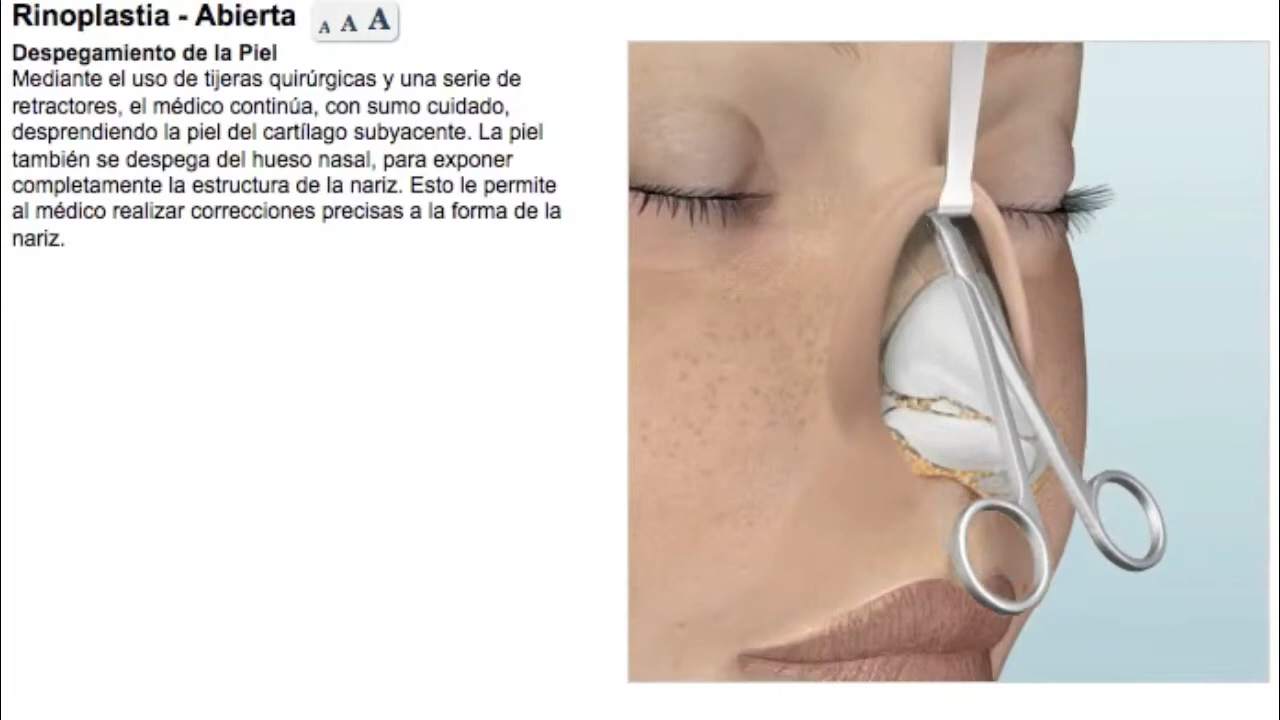 Rinoplastia - Abierta A A A
Despegamiento de la Piel
Mediante el uso de tijeras quirúrgicas y una serie de
retractores, el médico continúa, con sumo cuidado,
desprendiendo la piel del cartílago subyacente. La piel
también se despega del hueso nasal, para exponer
completamente la estructura de la nariz. Esto le permite
al médico realizar correcciones precisas a la forma de la
nariz.